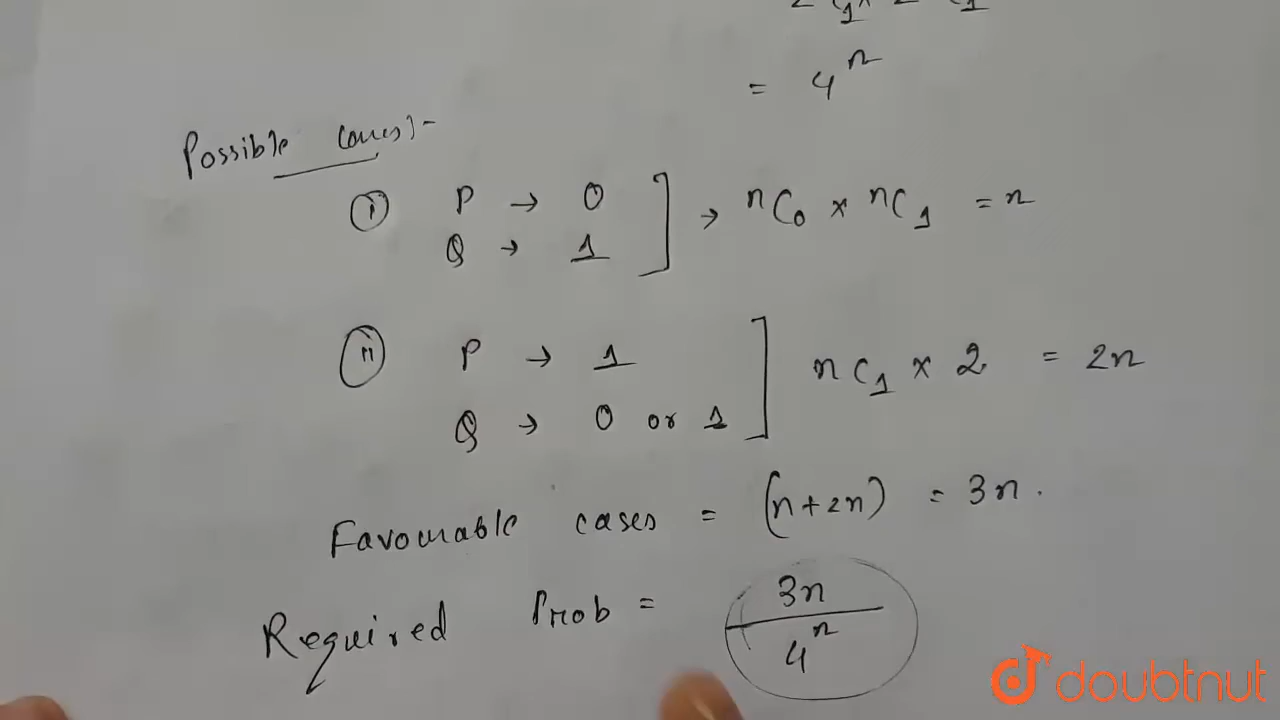 = 4^n
Possible cases:-
(i) P → 0 ] → nC0 × nC1 = n
Q → 1
(ii) P → 1 ] nC1 × 2 = 2n
Q → 0 or 1
Favourable cases = (n+2n) = 3n.
Required Prob = 3n
4^n
doubtnut